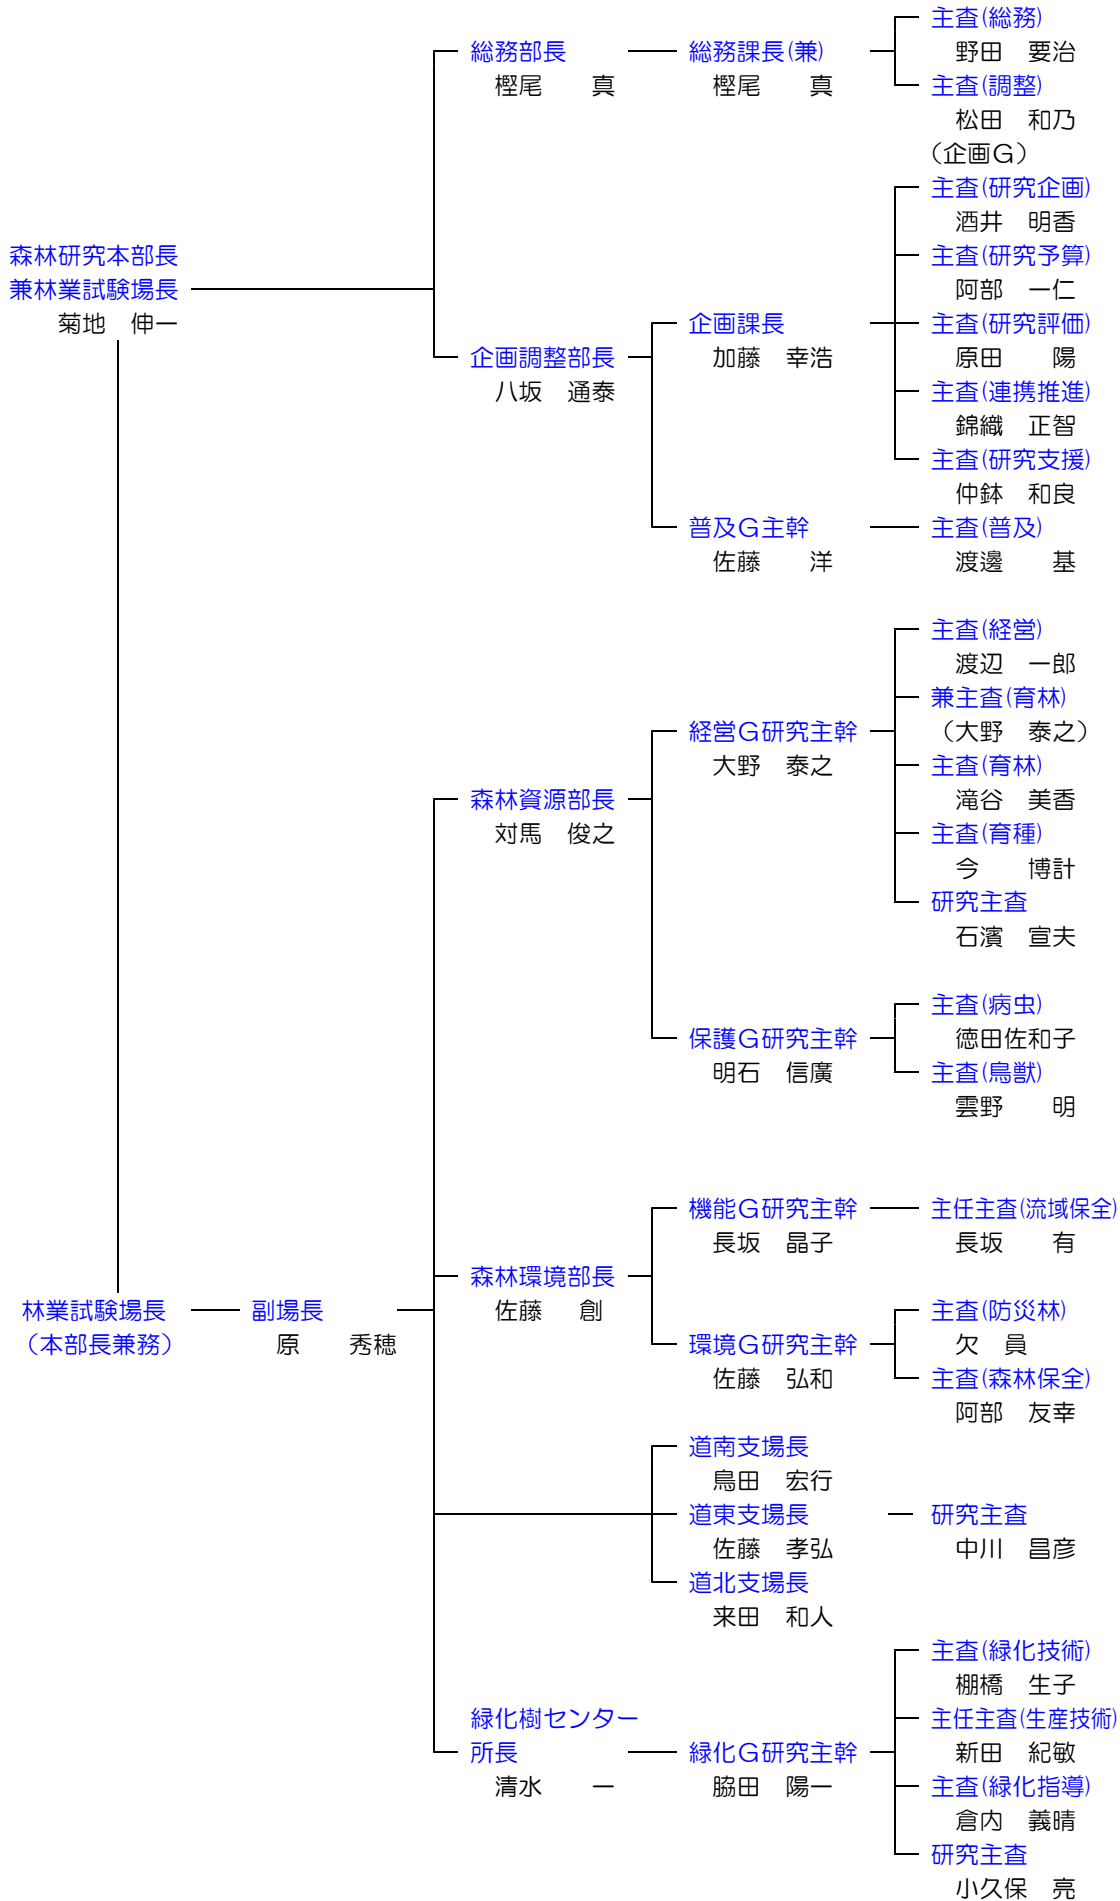 主査(総務)
総務部長　総務課長(兼)　野田　要治
樫尾　真　樫尾　真　主査(調整)
松田　和乃
（企画G）
主査(研究企画)
酒井　明香
森林研究本部長　主査(研究予算)
兼林業試験場長　阿部　一仁
菊地　伸一　企画課長　主査(研究評価)
企画調整部長　加藤　幸浩　原田　陽
八坂　通泰　主査(連携推進)
錦織　正智
主査(研究支援)
仲鉢　和良
普及G主幹　主査(普及)
佐藤　洋　渡邊　基
主査(経営)
渡辺　一郎
兼主査(育林)
経営G研究主幹　（大野　泰之）
大野　泰之　主査(育林)
森林資源部長　滝谷　美香
対馬　俊之　主査(育種)
今　博計
研究主査
石濱　宣夫
主査(病虫)
保護G研究主幹　徳田佐和子
明石　信廣　主査(鳥獣)
雲野　明
機能G研究主幹　主任主査(流域保全)
長坂　晶子　長坂　有
森林環境部長
林業試験場長　副場長　佐藤　創　主査(防災林)
（本部長兼務）　原　秀穂　環境G研究主幹　欠　員
佐藤　弘和　主査(森林保全)
阿部　友幸
道南支場長
鳥田　宏行
道東支場長　研究主査
佐藤　孝弘　中川　昌彦
道北支場長
来田　和人
主査(緑化技術)
棚橋　生子
緑化樹センター　主任主査(生産技術)
所長　緑化G研究主幹　新田　紀敏
清水　一　脇田　陽一　主査(緑化指導)
倉内　義晴
研究主査
小久保　亮